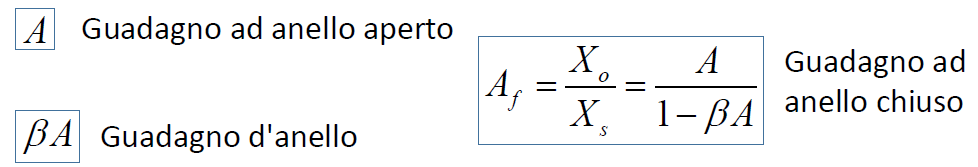 A Guadagno ad anello aperto
βA Guadagno d'anello
A_f = X_o / X_s = A / (1 − βA)
Guadagno ad
anello chiuso